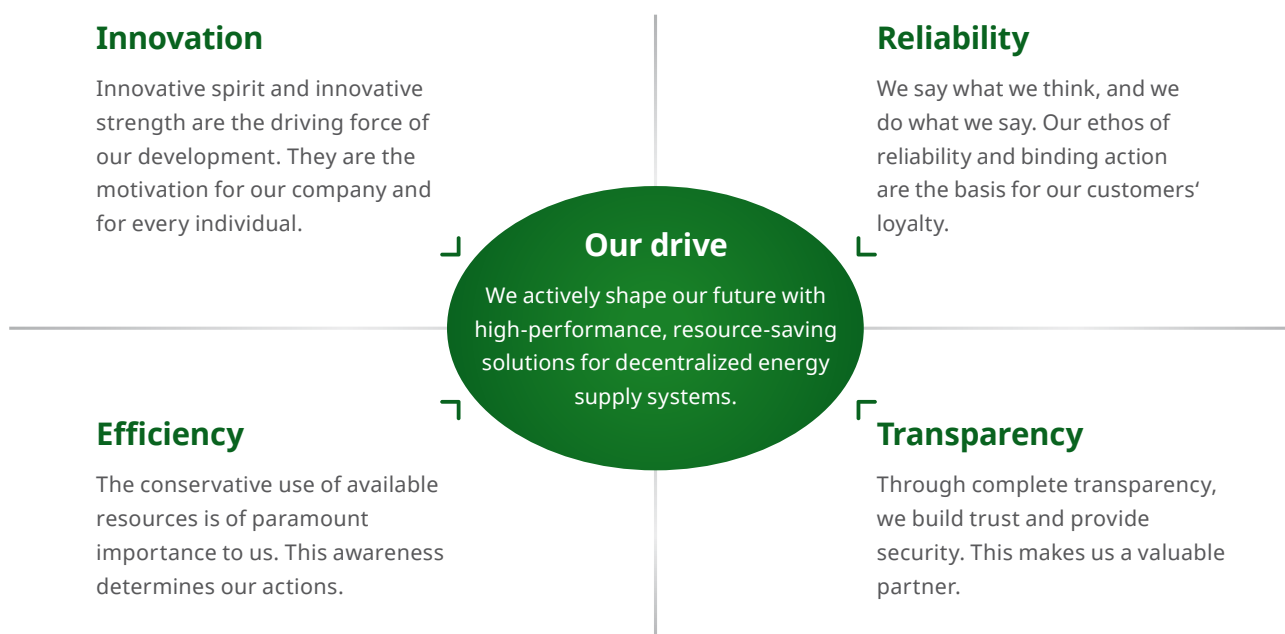 Innovation
Innovative spirit and innovative
strength are the driving force of
our development. They are the
motivation for our company and
for every individual.
Reliability
We say what we think, and we
do what we say. Our ethos of
reliability and binding action
are the basis for our customers‘
loyalty.
Our drive
We actively shape our future with
high-performance, resource-saving
solutions for decentralized energy
supply systems.
Efficiency
The conservative use of available
resources is of paramount
importance to us. This awareness
determines our actions.
Transparency
Through complete transparency,
we build trust and provide
security. This makes us a valuable
partner.